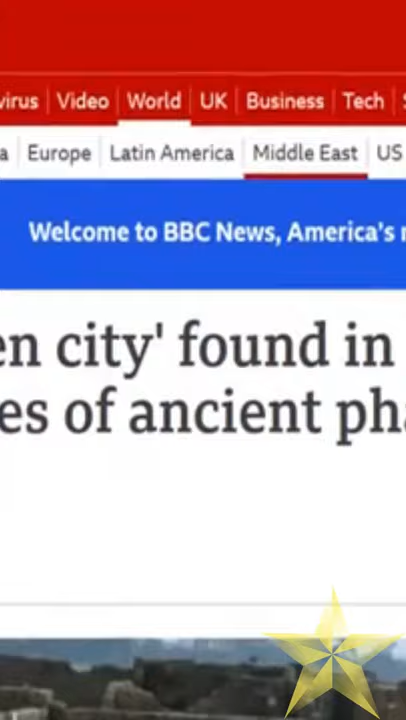 virus Video World UK Business Tech
a Europe Latin America Middle East US
Welcome to BBC News, America's
en city' found in
es of ancient pha